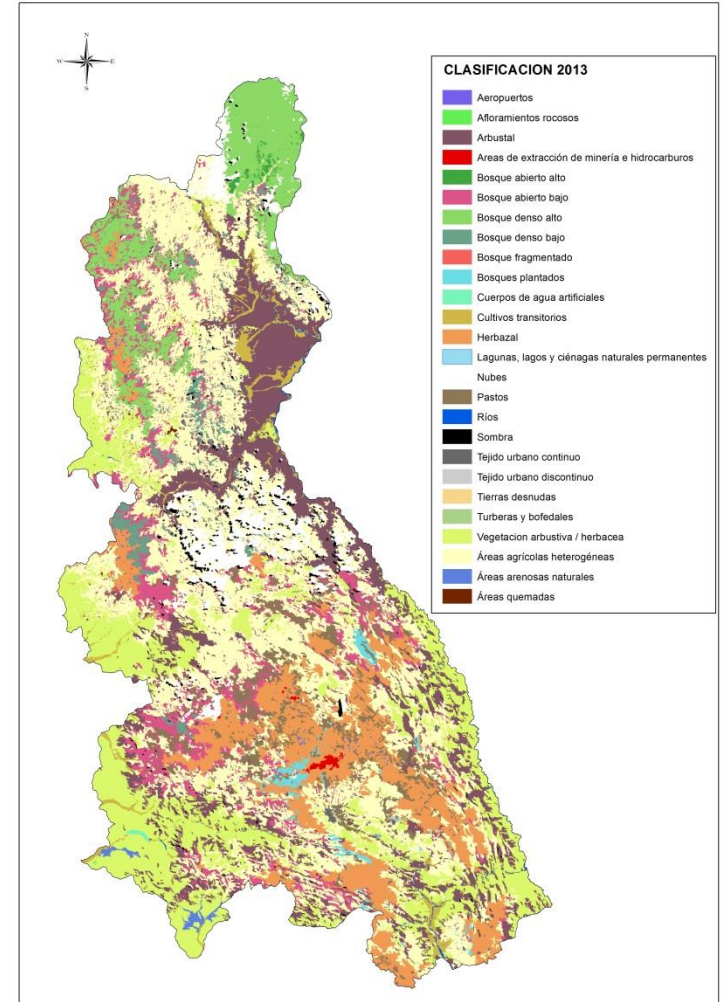 N
W
E
S
CLASIFICACION 2013
Aeropuertos
Afloramientos rocosos
Arbustal
Areas de extracción de minería e hidrocarburos
Bosque abierto alto
Bosque abierto bajo
Bosque denso alto
Bosque denso bajo
Bosque fragmentado
Bosques plantados
Cuerpos de agua artificiales
Cultivos transitorios
Herbazal
Lagunas, lagos y ciénagas naturales permanentes
Nubes
Pastos
Ríos
Sombra
Tejido urbano continuo
Tejido urbano discontinuo
Tierras desnudas
Turberas y bofedales
Vegetacion arbustiva / herbacea
Áreas agrícolas heterogéneas
Áreas arenosas naturales
Áreas quemadas